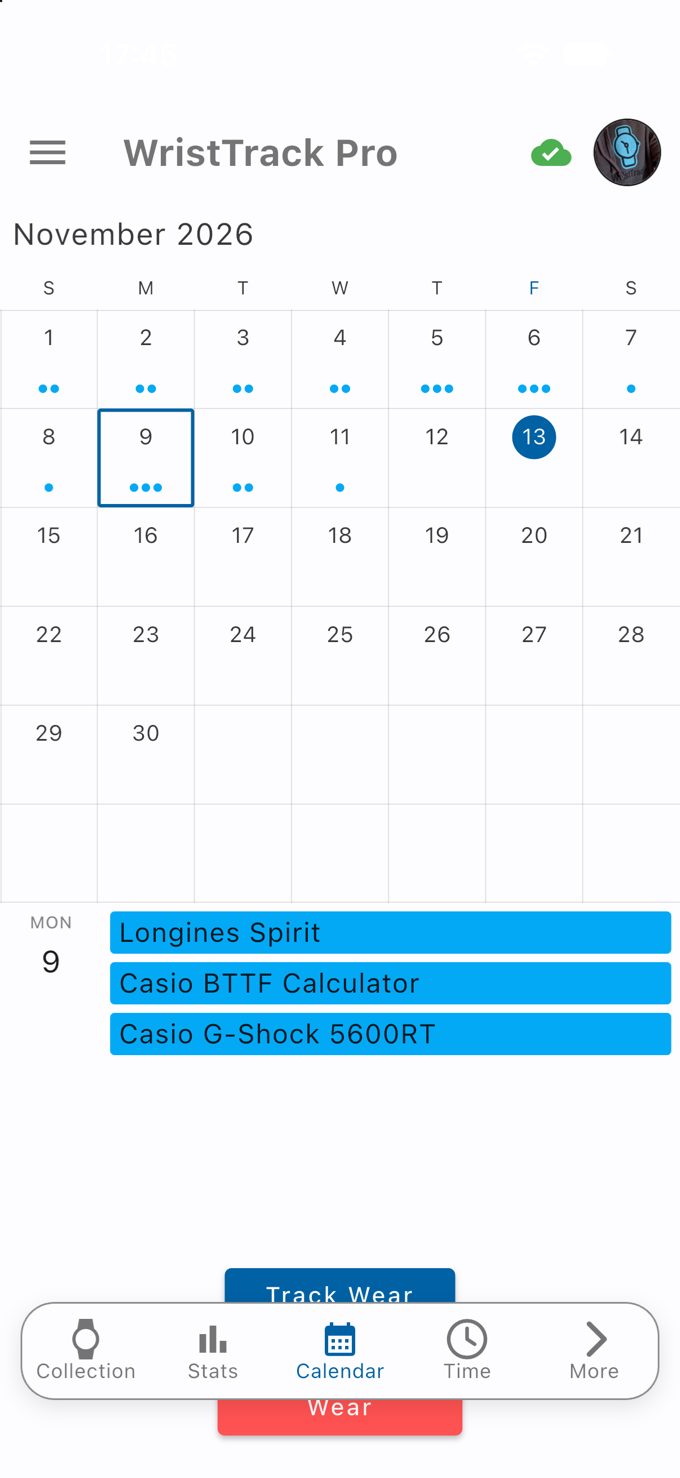 WristTrack Pro
November 2026
S M T W T F S
1 2 3 4 5 6 7
8 9 10 11 12 13 14
15 16 17 18 19 20 21
22 23 24 25 26 27 28
29 30
MON
9
Longines Spirit
Casio BTTF Calculator
Casio G-Shock 5600RT
Track Wear
Collection Stats Calendar Time More
Wear